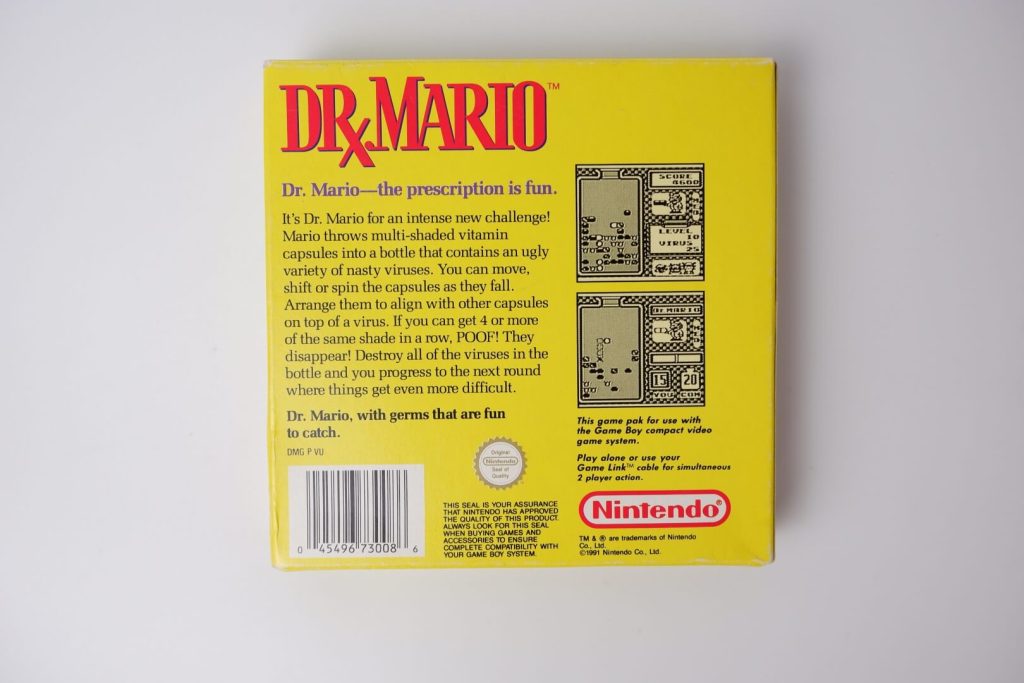 DR. MARIO™
Dr. Mario—the prescription is fun.
It's Dr. Mario for an intense new challenge!
Mario throws multi-shaded vitamin
capsules into a bottle that contains an ugly
variety of nasty viruses. You can move,
shift or spin the capsules as they fall.
Arrange them to align with other capsules
on top of a virus. If you can get 4 or more
of the same shade in a row, POOF! They
disappear! Destroy all of the viruses in the
bottle and you progress to the next round
where things get even more difficult.
Dr. Mario, with germs that are fun
to catch.
DMG P VU
0 45496 73008 6
Original
Nintendo
Seal of
Quality
THIS SEAL IS YOUR ASSURANCE
THAT NINTENDO HAS APPROVED
THE QUALITY OF THIS PRODUCT.
ALWAYS LOOK FOR THIS SEAL
WHEN BUYING GAMES AND
ACCESSORIES TO ENSURE
COMPLETE COMPATIBILITY WITH
YOUR GAME BOY SYSTEM.
SCORE
4600
LEVEL
10
VIRUS
25
Dr.MARIO
15 20
YOU COM
This game pak for use with
the Game Boy compact video
game system.
Play alone or use your
Game Link™ cable for simultaneous
2 player action.
Nintendo®
TM & ® are trademarks of Nintendo
Co., Ltd.
©1991 Nintendo Co., Ltd.